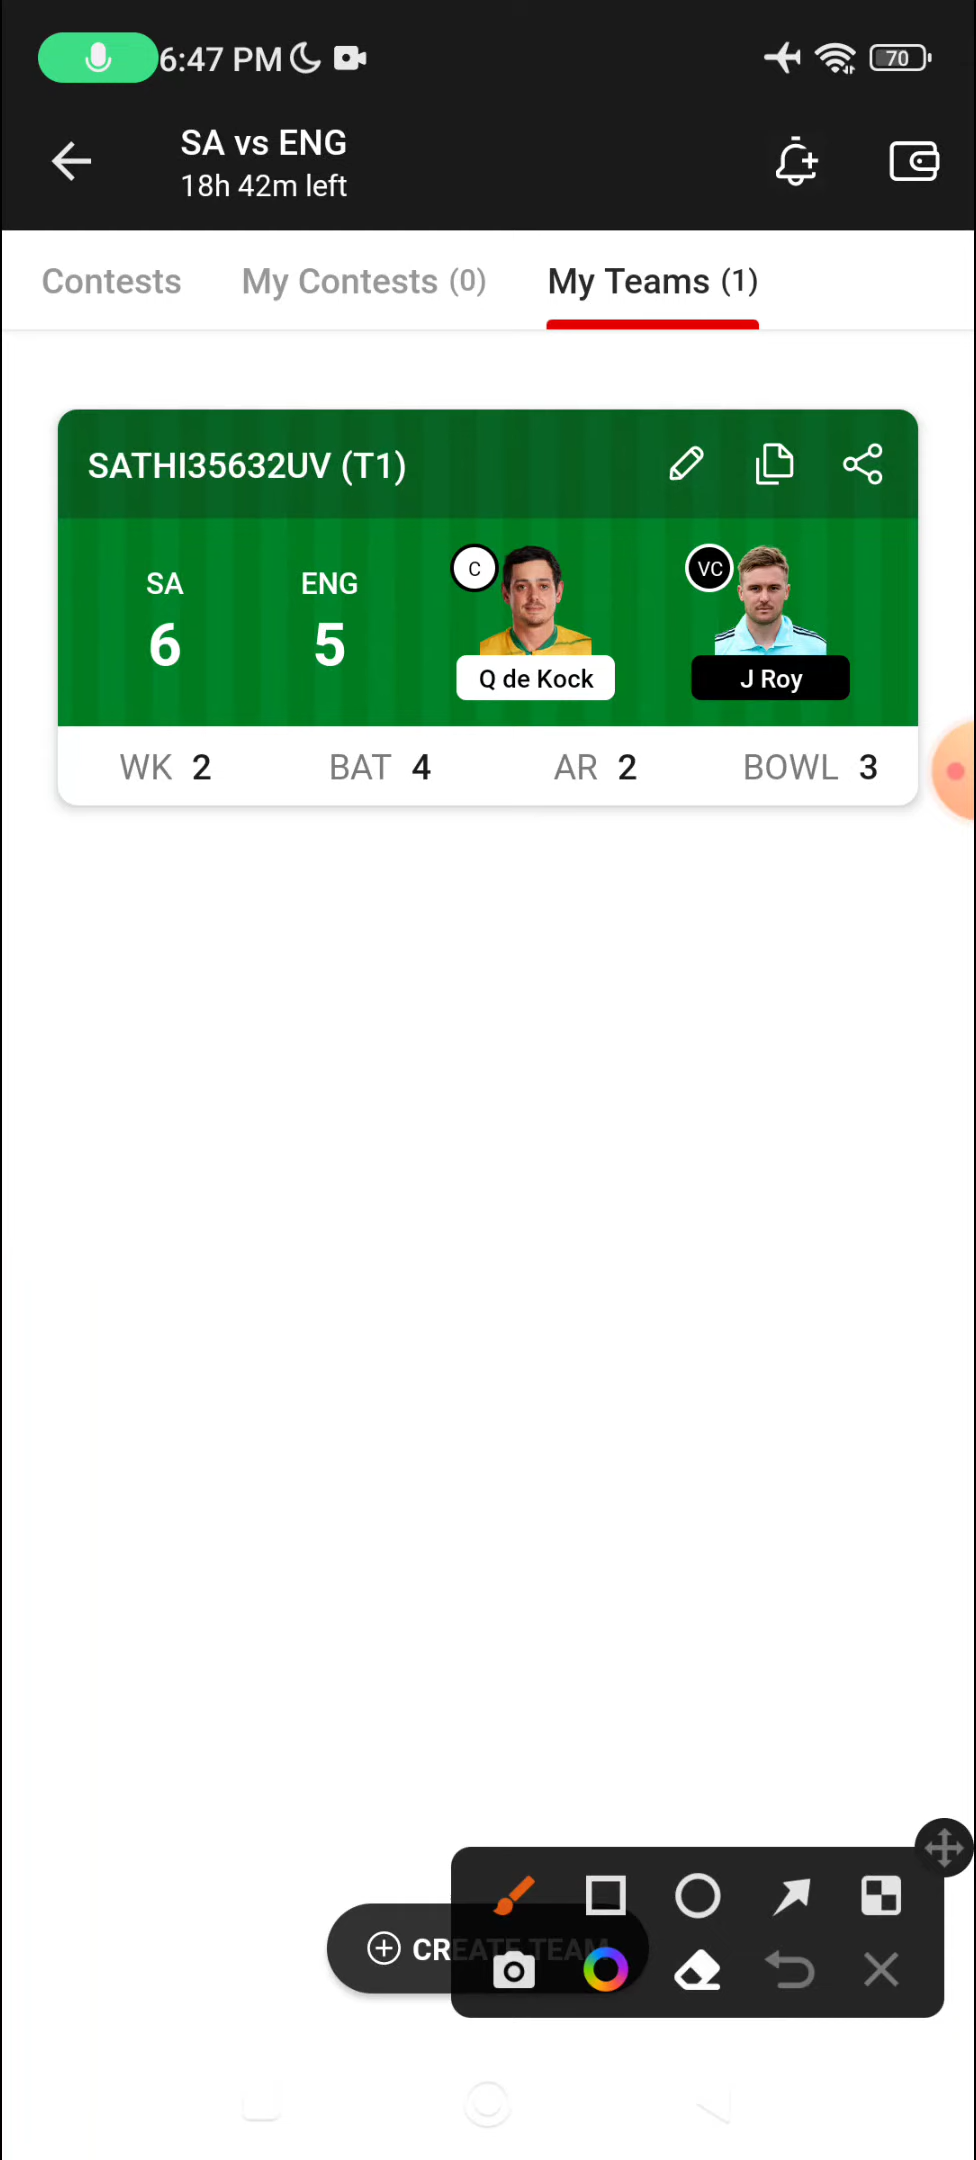 6:47 PM
70
SA vs ENG
18h 42m left
Contests
My Contests (0)
My Teams (1)
SATHI35632UV (T1)
SA
ENG
C
VC
6
5
Q de Kock
J Roy
WK 2
BAT 4
AR 2
BOWL 3
CREATE TEAM